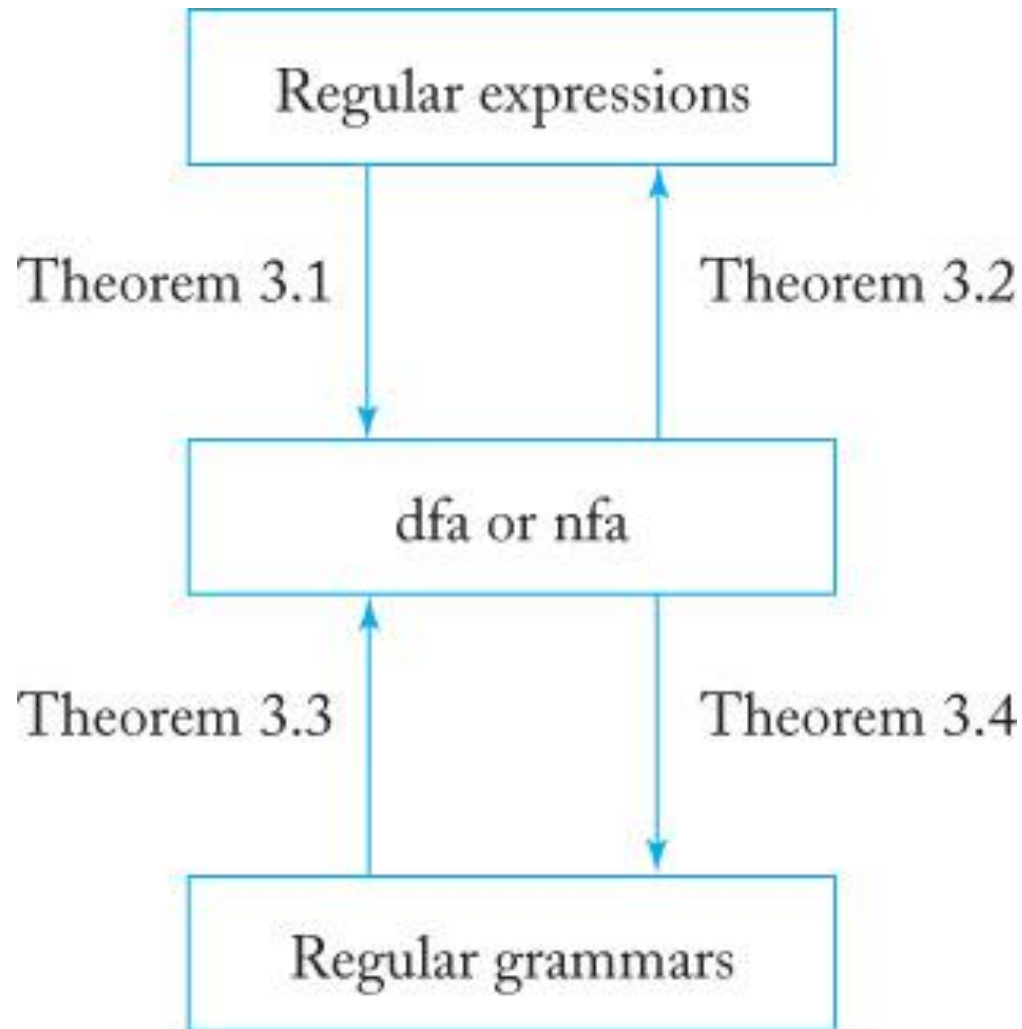 Regular expressions
Theorem 3.1
Theorem 3.2
dfa or nfa
Theorem 3.3
Theorem 3.4
Regular grammars